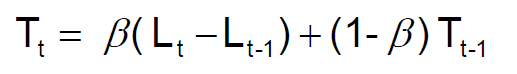 Tₜ = β(Lₜ − Lₜ₋₁) + (1- β) Tₜ₋₁